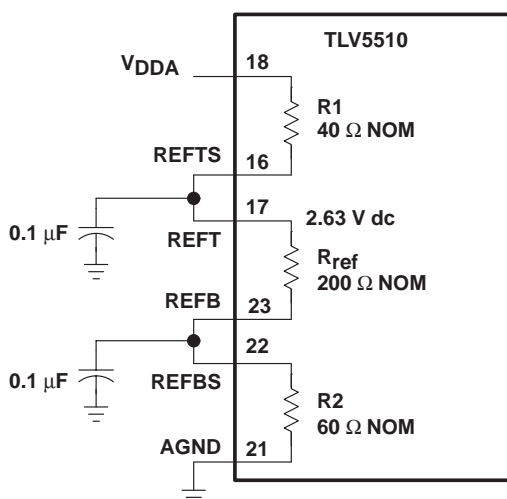 TLV5510
VDDA
18
R1
40 Ω NOM
REFTS
16
17
2.63 V dc
0.1 μF
REFT
Rref
200 Ω NOM
REFB
23
22
0.1 μF
REFBS
R2
60 Ω NOM
AGND
21